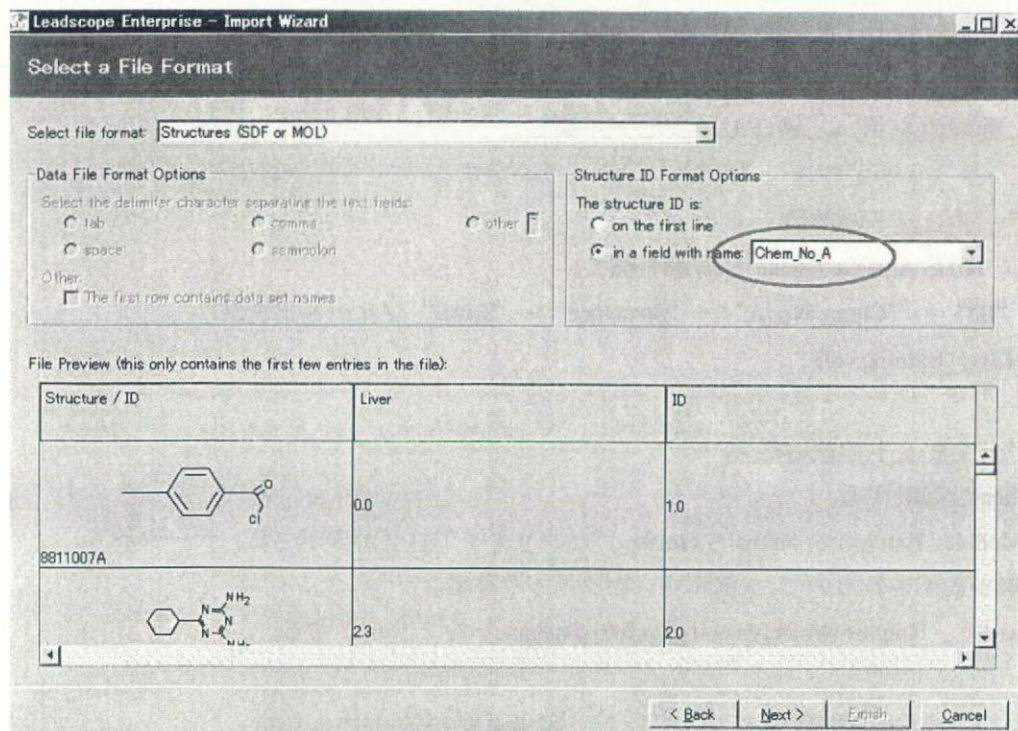 Leadscope Enterprise - Import Wizard
Select a File Format
Select file format: Structures (SDF or MOL)
Data File Format Options
Select the delimiter character separating the text fields:
tab
comma
other
space
semicolon
Other:
The first row contains data set names
Structure ID Format Options
The structure ID is:
on the first line
in a field with name: Chem_No_A
File Preview (this only contains the first few entries in the file):
Structure / ID Liver ID
O
Cl
8811007A
0.0
1.0
NH2
N
N
N
2.3
2.0
< Back Next > Finish Cancel